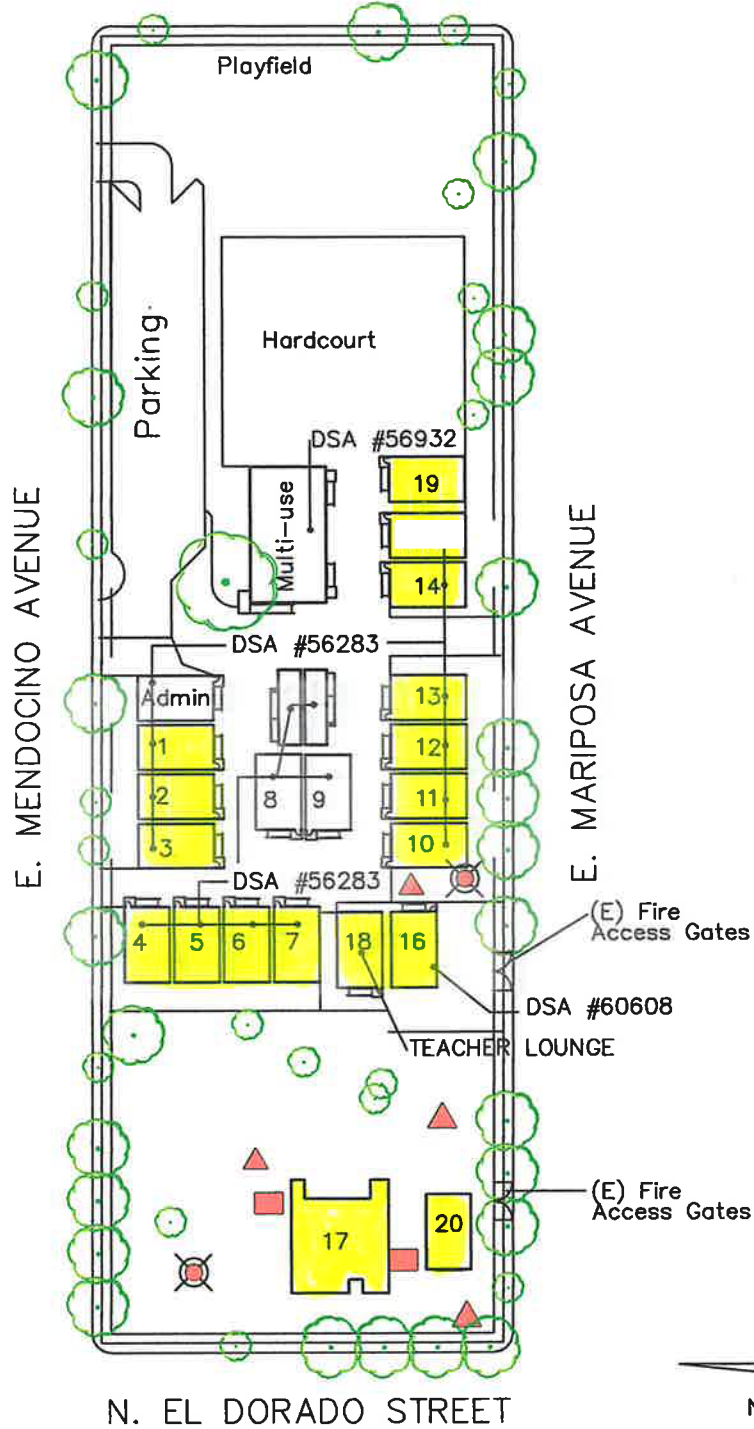 Playfield
Parking
Hardcourt
DSA #56932
Multi-use
19
14
E. MENDOCINO AVENUE
E. MARIPOSA AVENUE
DSA #56283
Admin
13
1
12
2
8
9
11
3
10
DSA #56283
4
5
6
7
18
16
(E) Fire
Access Gates
DSA #60608
TEACHER LOUNGE
(E) Fire
Access Gates
17
20
N. EL DORADO STREET
N